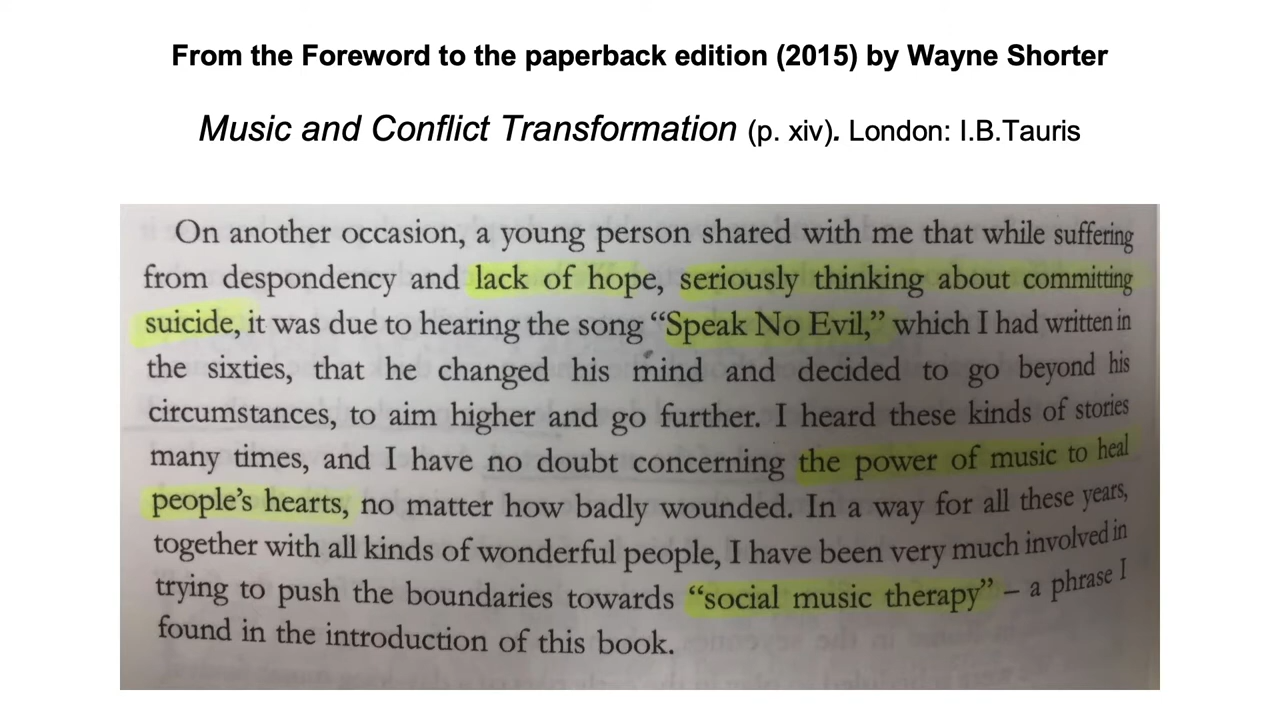 From the Foreword to the paperback edition (2015) by Wayne Shorter
Music and Conflict Transformation (p. xiv). London: I.B.Tauris
On another occasion, a young person shared with me that while suffering
from despondency and lack of hope, seriously thinking about committing
suicide, it was due to hearing the song “Speak No Evil,” which I had written in
the sixties, that he changed his mind and decided to go beyond his
circumstances, to aim higher and go further. I heard these kinds of stories
many times, and I have no doubt concerning the power of music to heal
people’s hearts, no matter how badly wounded. In a way for all these years,
together with all kinds of wonderful people, I have been very much involved in
trying to push the boundaries towards “social music therapy” – a phrase I
found in the introduction of this book.